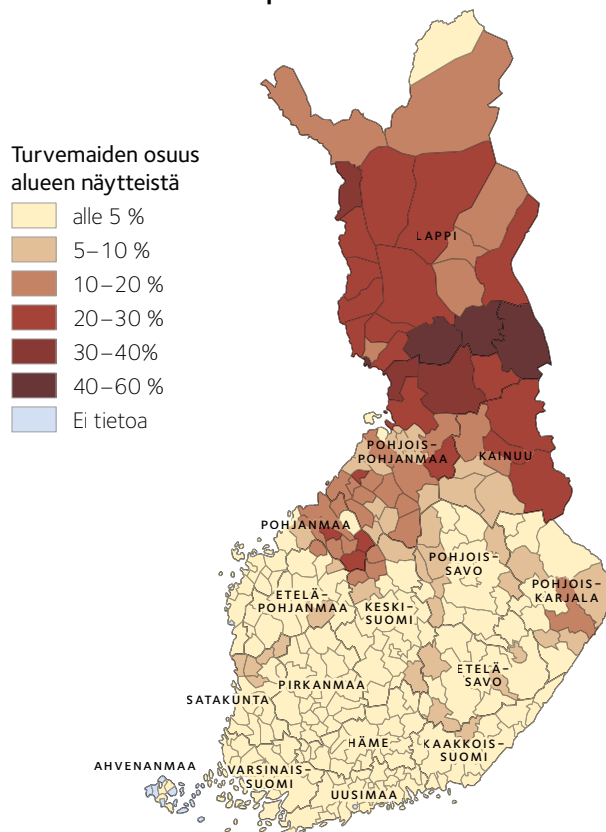 Turvemaiden osuus
alueen näytteistä
alle 5 %
5–10 %
10–20 %
20–30 %
30–40%
40–60 %
Ei tietoa
LAPPI
POHJOIS-
POHJANMAA
KAINUU
POHJANMAA
POHJOIS-
SAVO
POHJOIS-
KARJALA
ETELÄ-
POHJANMAA
KESKI-
SUOMI
ETELÄ-
SAVO
PIRKANMAA
SATAKUNTA
HÄME
KAAKKOIS-
SUOMI
AHVENANMAA
VARSINAIS-
SUOMI
UUSIMAA